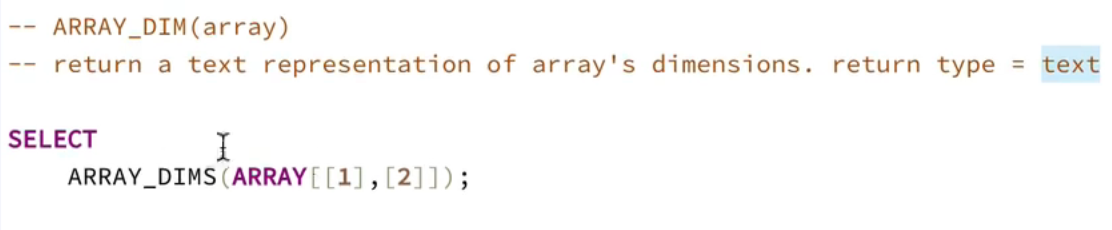 -- ARRAY_DIM(array)
-- return a text representation of array's dimensions. return type = text
SELECT
ARRAY_DIMS(ARRAY[[1],[2]]);